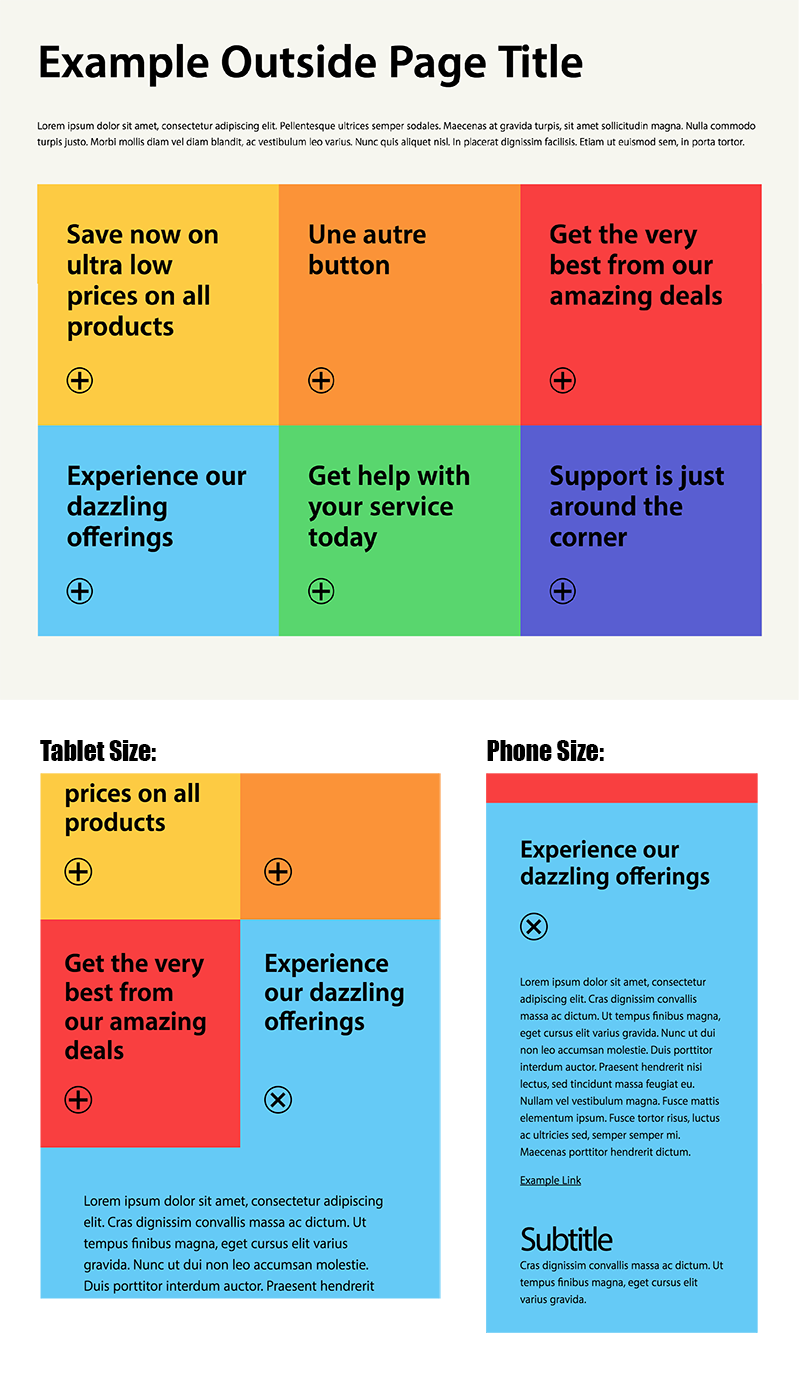 Example Outside Page Title
Lorem ipsum dolor sit amet, consectetur adipiscing elit. Pellentesque ultrices semper sodales. Maecenas at gravida turpis, sit amet sollicitudin magna. Nulla commodo
turpis justo. Morbi mollis diam vel diam blandit, ac vestibulum leo varius. Nunc quis aliquet nisl. In placerat dignissim facilisis. Etiam ut euismod sem, in porta tortor.
Save now on
ultra low
prices on all
products
Une autre
button
Get the very
best from our
amazing deals
Experience our
dazzling
offerings
Get help with
your service
today
Support is just
around the
corner
Tablet Size:
prices on all
products
Get the very
best from
our amazing
deals
Experience
our dazzling
offerings
Lorem ipsum dolor sit amet, consectetur adipiscing
elit. Cras dignissim convallis massa ac dictum. Ut
tempus finibus magna, eget cursus elit varius
gravida. Nunc ut dui non leo accumsan molestie.
Duis porttitor interdum auctor. Praesent hendrerit
Phone Size:
Experience our
dazzling offerings
Lorem ipsum dolor sit amet, consectetur
adipiscing elit. Cras dignissim convallis
massa ac dictum. Ut tempus finibus magna,
eget cursus elit varius gravida. Nunc ut dui
non leo accumsan molestie. Duis porttitor
interdum auctor. Praesent hendrerit nisi
lectus, sed tincidunt massa feugiat eu.
Nullam vel vestibulum magna. Fusce mattis
elementum ipsum. Fusce tortor risus, luctus
ac ultricies sed, semper semper mi.
Maecenas porttitor hendrerit dictum.
Example Link
Subtitle
Cras dignissim convallis massa ac dictum. Ut
tempus finibus magna, eget cursus elit
varius gravida.